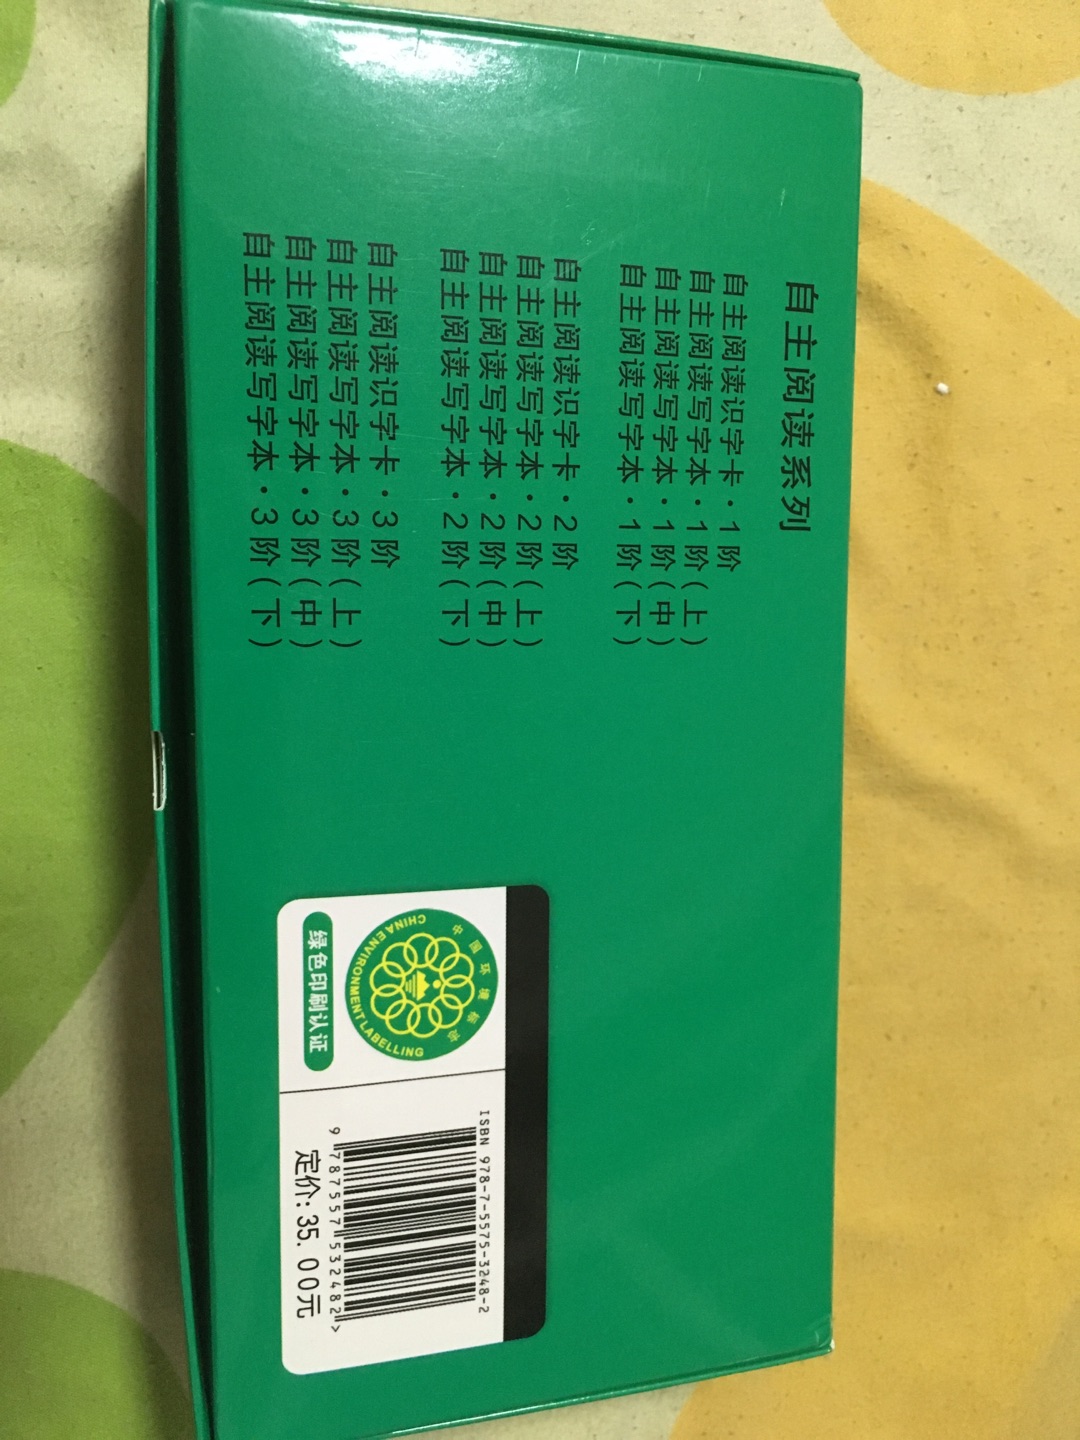 自主阅读系列
自主阅读识字卡·1阶
自主阅读写字本·1阶(上)
自主阅读写字本·1阶(中)
自主阅读写字本·1阶(下)
自主阅读识字卡·2阶
自主阅读写字本·2阶(上)
自主阅读写字本·2阶(中)
自主阅读写字本·2阶(下)
自主阅读识字卡·3阶
自主阅读写字本·3阶(上)
自主阅读写字本·3阶(中)
自主阅读写字本·3阶(下)
中国环境标志
CHINA ENVIRONMENT LABELLING
绿色印刷认证
ISBN 978-7-5575-3248-2
9 787557 532482>
定价:35.00元